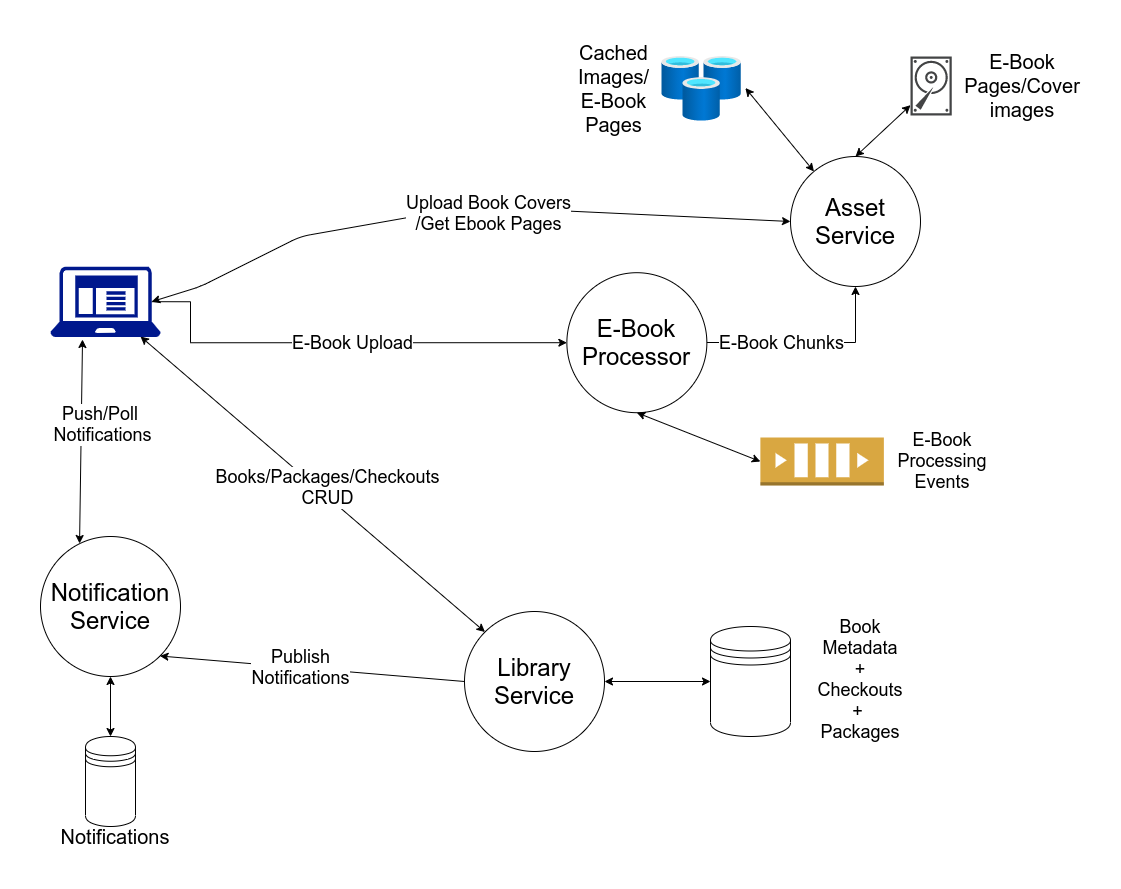 Cached
Images/
E-Book
Pages
E-Book
Pages/Cover
images
Asset
Service
Upload Book Covers
/Get Ebook Pages
E-Book
Processor
E-Book Upload
E-Book Chunks
Push/Poll
Notifications
E-Book
Processing
Events
Books/Packages/Checkouts
CRUD
Notification
Service
Publish
Notifications
Library
Service
Book
Metadata
+
Checkouts
+
Packages
Notifications